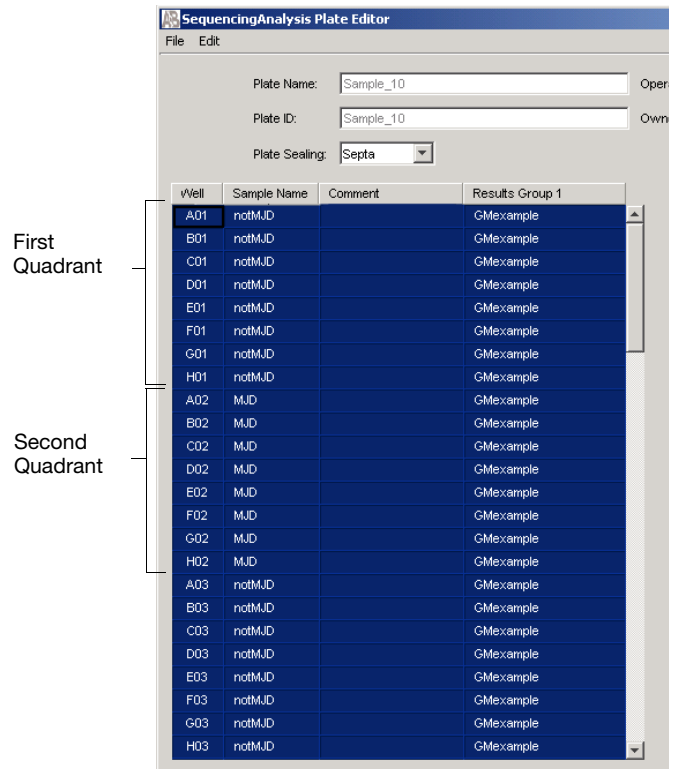 SequencingAnalysis Plate Editor
File Edit
Plate Name: Sample_10 Oper
Plate ID: Sample_10 Own
Plate Sealing: Septa
Well Sample Name Comment Results Group 1
First
Quadrant
A01 notMJD GMexample
B01 notMJD GMexample
C01 notMJD GMexample
D01 notMJD GMexample
E01 notMJD GMexample
F01 notMJD GMexample
G01 notMJD GMexample
H01 notMJD GMexample
Second
Quadrant
A02 MJD GMexample
B02 MJD GMexample
C02 MJD GMexample
D02 MJD GMexample
E02 MJD GMexample
F02 MJD GMexample
G02 MJD GMexample
H02 MJD GMexample
A03 notMJD GMexample
B03 notMJD GMexample
C03 notMJD GMexample
D03 notMJD GMexample
E03 notMJD GMexample
F03 notMJD GMexample
G03 notMJD GMexample
H03 notMJD GMexample